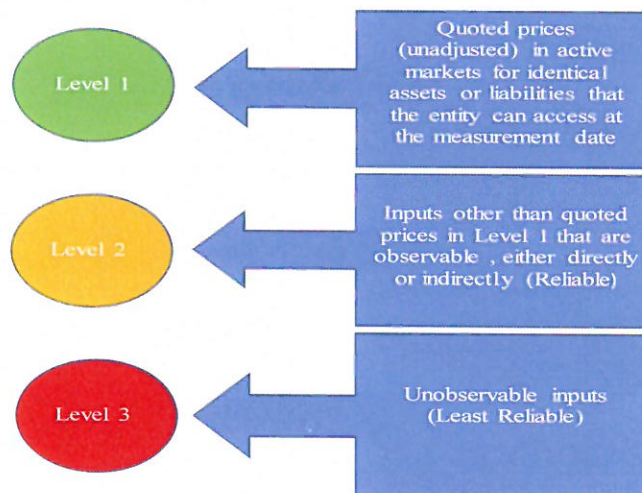 Level 1
Quoted prices
(unadjusted) in active
markets for identical
assets or liabilities that
the entity can access at
the measurement date
Level 2
Inputs other than quoted
prices in Level 1 that are
observable , either directly
or indirectly (Reliable)
Level 3
Unobservable inputs
(Least Reliable)